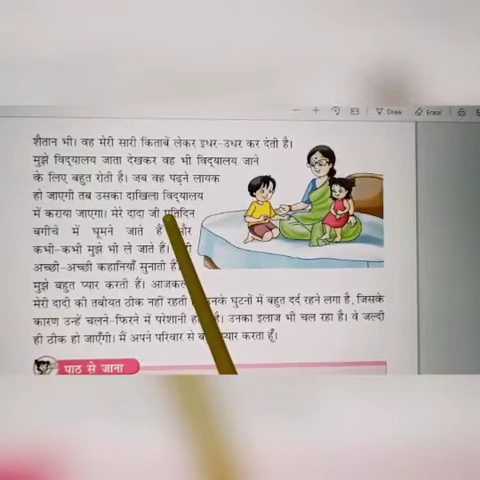 Draw Erase
शैतान भी। वह मेरी सारी किताबें लेकर इधर-उधर कर देती है।
मुझे विद्यालय जाता देखकर वह भी विद्यालय जाने
के लिए बहुत रोती है। जब वह पढ़ने लायक
हो जाएगी तब उसका दाखिला विद्यालय
में कराया जाएगा। मेरे दादा जी प्रतिदिन
बगीचे में घूमने जाते हैं और
कभी-कभी मुझे भी ले जाते हैं।
अच्छी-अच्छी कहानियाँ सुनाती हैं
मुझे बहुत प्यार करती हैं। आजकल
मेरी दादी की तबीयत ठीक नहीं रहती घुटनों में बहुत दर्द रहने लगा है, जिसके
कारण उन्हें चलने-फिरने में परेशानी है। उनका इलाज भी चल रहा है। वे जल्दी
ही ठीक हो जाएँगी। मैं अपने परिवार से प्यार करता हूँ।
पाठ से जाना